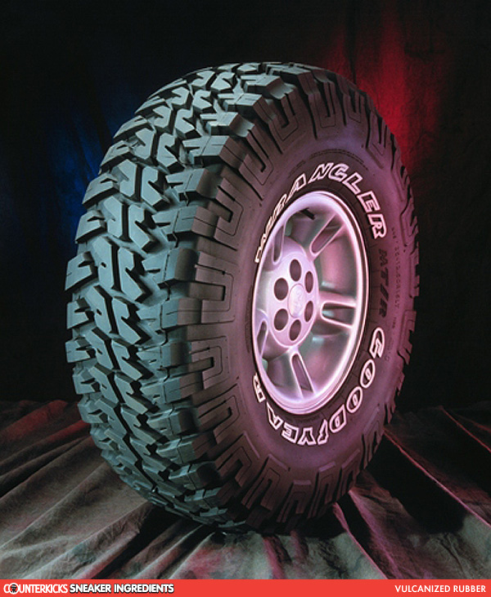 WRANGLER
MT/R
GOODYEAR
COUNTERKICKS SNEAKER INGREDIENTS
VULCANIZED RUBBER